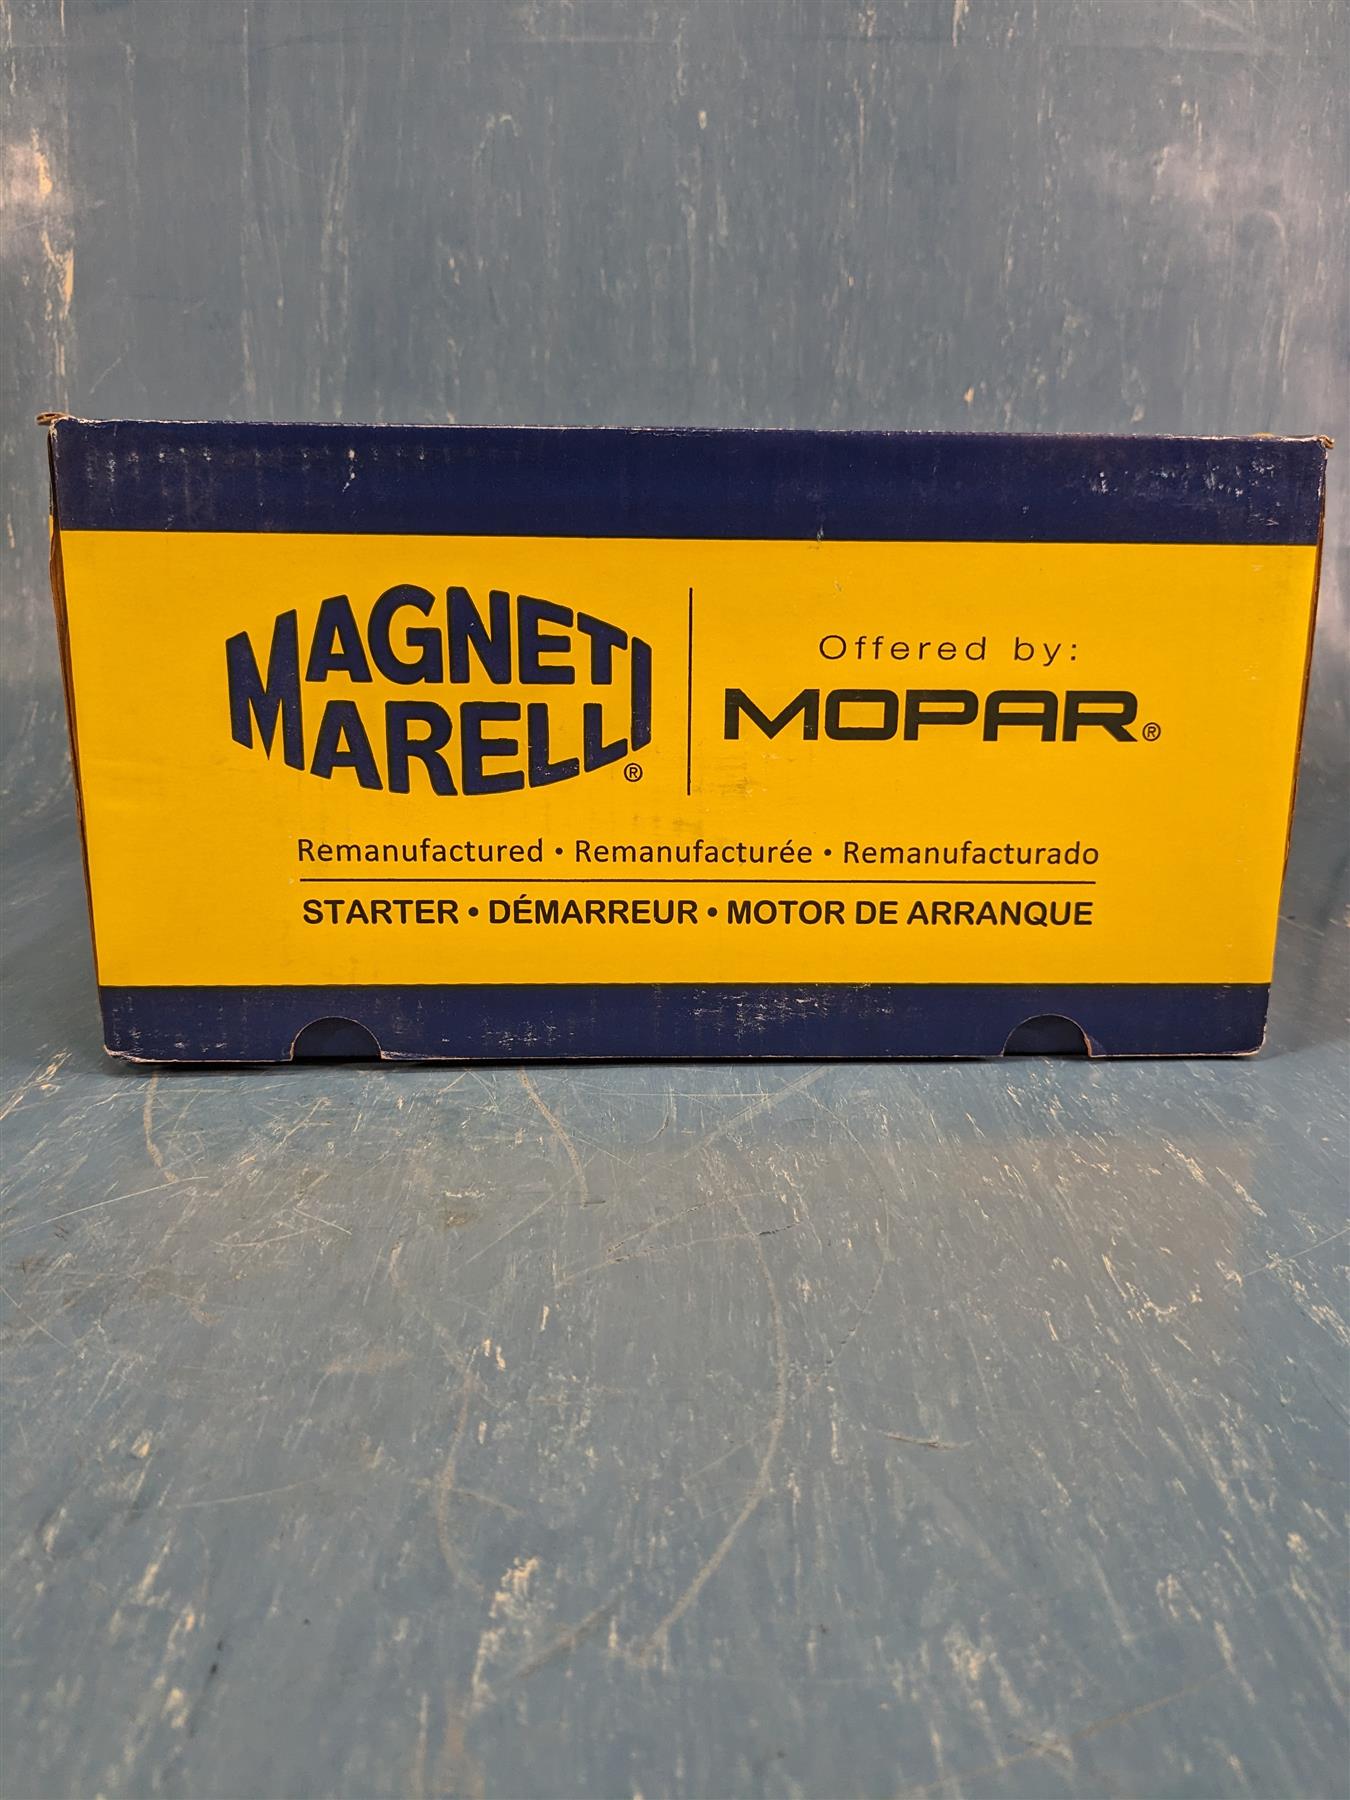 MAGNETI
MARELLI®
Offered by:
MOPAR®
Remanufactured • Remanufacturée • Remanufacturado
STARTER • DÉMARREUR • MOTOR DE ARRANQUE